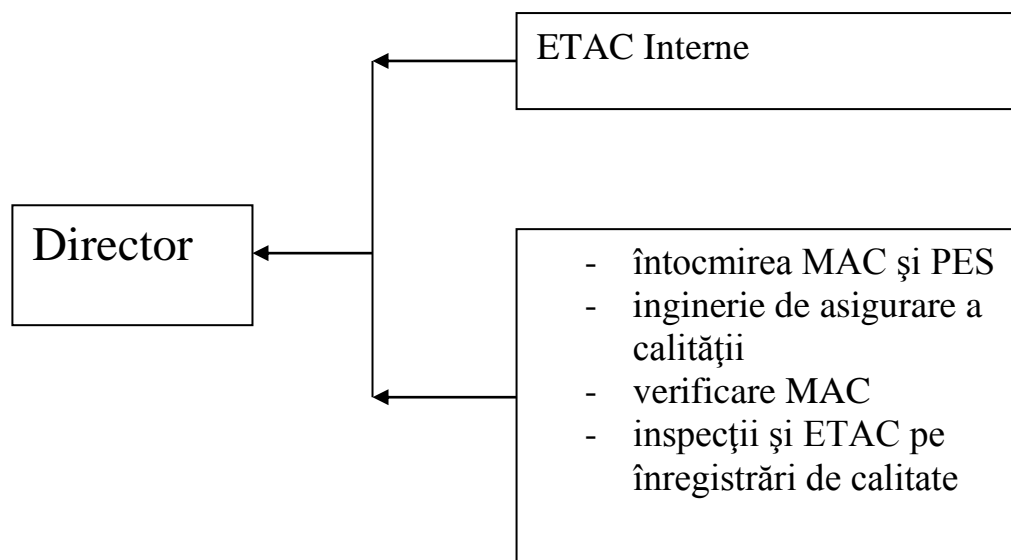 ETAC Interne
Director
- întocmirea MAC şi PES
- inginerie de asigurare a
calităţii
- verificare MAC
- inspecţii şi ETAC pe
înregistrări de calitate